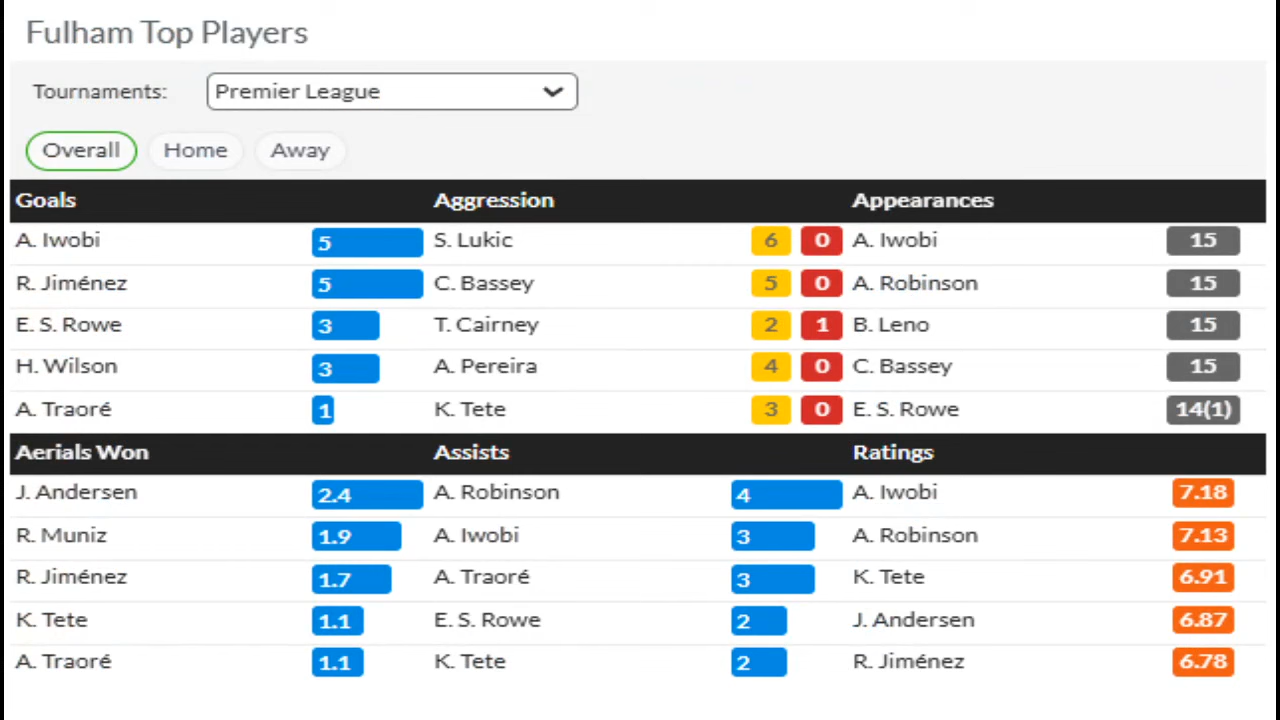 Fulham Top Players
Tournaments: Premier League
Overall Home Away
Goals Aggression Appearances
A. Iwobi 5 S. Lukic 6 0 A. Iwobi 15
R. Jiménez 5 C. Bassey 5 0 A. Robinson 15
E. S. Rowe 3 T. Cairney 2 1 B. Leno 15
H. Wilson 3 A. Pereira 4 0 C. Bassey 15
A. Traoré 1 K. Tete 3 0 E. S. Rowe 14(1)
Aerials Won Assists Ratings
J. Andersen 2.4 A. Robinson 4 A. Iwobi 7.18
R. Muniz 1.9 A. Iwobi 3 A. Robinson 7.13
R. Jiménez 1.7 A. Traoré 3 K. Tete 6.91
K. Tete 1.1 E. S. Rowe 2 J. Andersen 6.87
A. Traoré 1.1 K. Tete 2 R. Jiménez 6.78